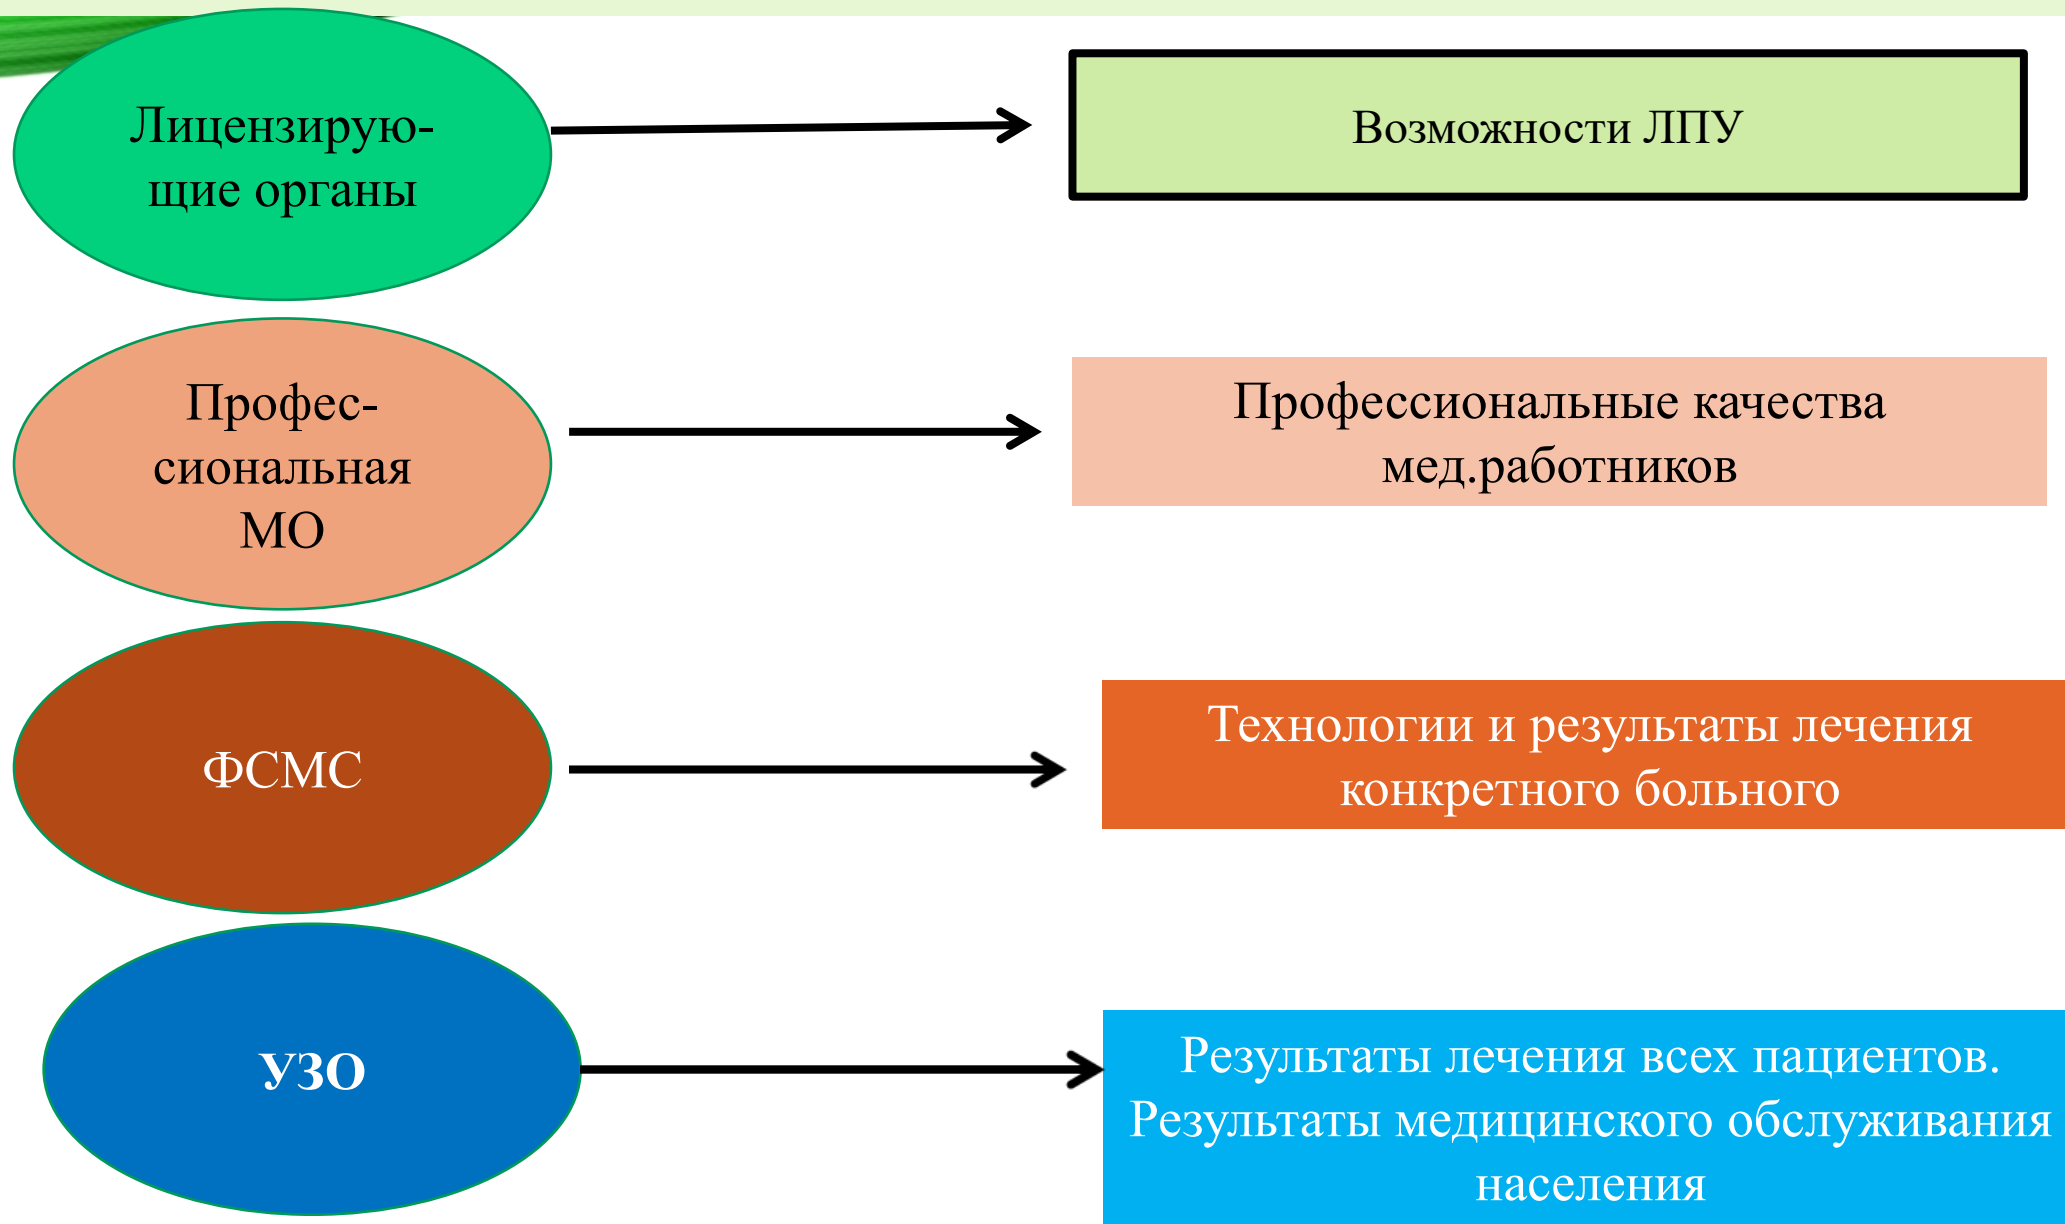 Лицензирую-
щие органы
Возможности ЛПУ
Профес-
сиональная
МО
Профессиональные качества
мед.работников
ФСМС
Технологии и результаты лечения
конкретного больного
УЗО
Результаты лечения всех пациентов.
Результаты медицинского обслуживания
населения